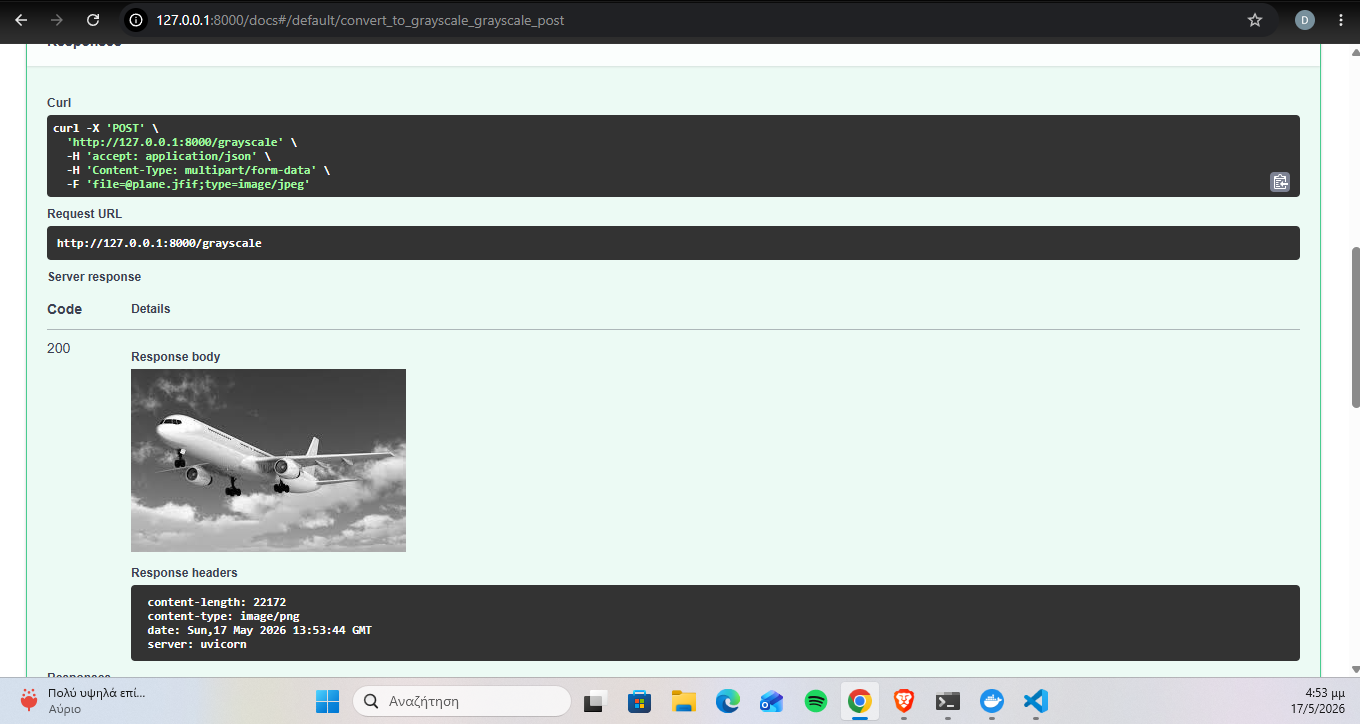 127.0.0.1:8000/docs#/default/convert_to_grayscale_grayscale_post
D
Responses
Curl
curl -X 'POST' \
'http://127.0.0.1:8000/grayscale' \
-H 'accept: application/json' \
-H 'Content-Type: multipart/form-data' \
-F 'file=@plane.jfif;type=image/jpeg'
Request URL
http://127.0.0.1:8000/grayscale
Server response
Code Details
200
Response body
Response headers
content-length: 22172
content-type: image/png
date: Sun,17 May 2026 13:53:44 GMT
server: uvicorn
Responses
Πολύ υψηλά επί...
Αύριο
Αναζήτηση
4:53 μμ
17/5/2026